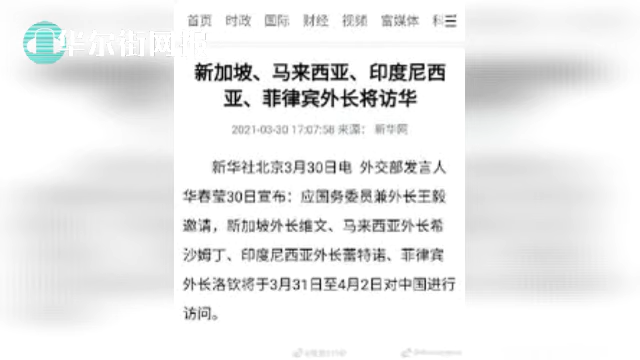 华尔街网报
首页 时政 国际 财经 视频 富媒体 科
新加坡、马来西亚、印度尼西
亚、菲律宾外长将访华
2021-03-30 17:07:58 来源： 新华网
新华社北京3月30日电 外交部发言人
华春莹30日宣布：应国务委员兼外长王毅
邀请，新加坡外长维文、马来西亚外长希
沙姆丁、印度尼西亚外长蕾特诺、菲律宾
外长洛钦将于3月31日至4月2日对中国进行
访问。